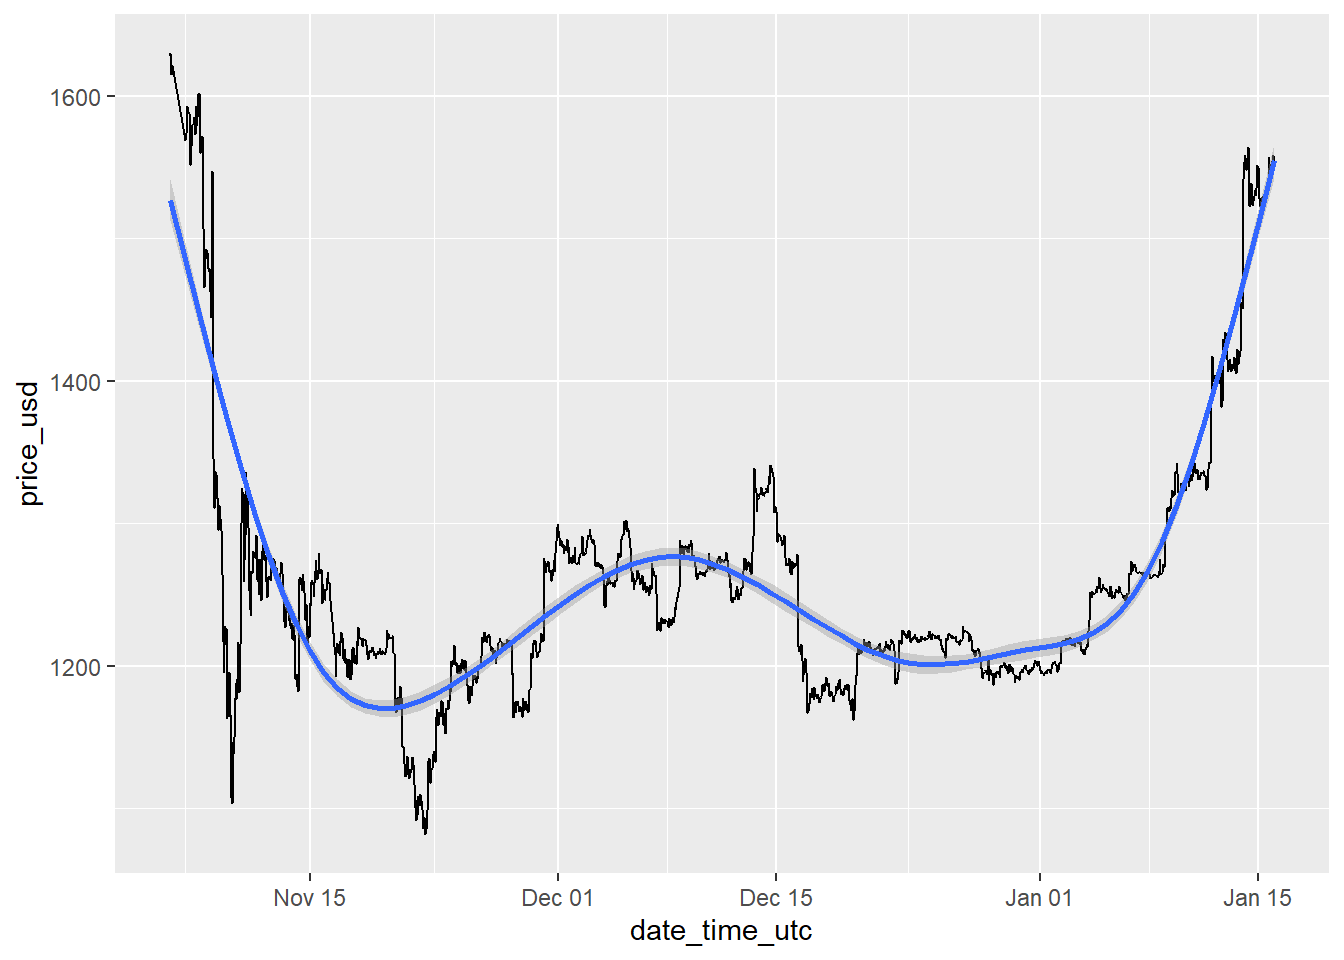 price_usd
1600
1400
1200
Nov 15
Dec 01
Dec 15
Jan 01
Jan 15
date_time_utc